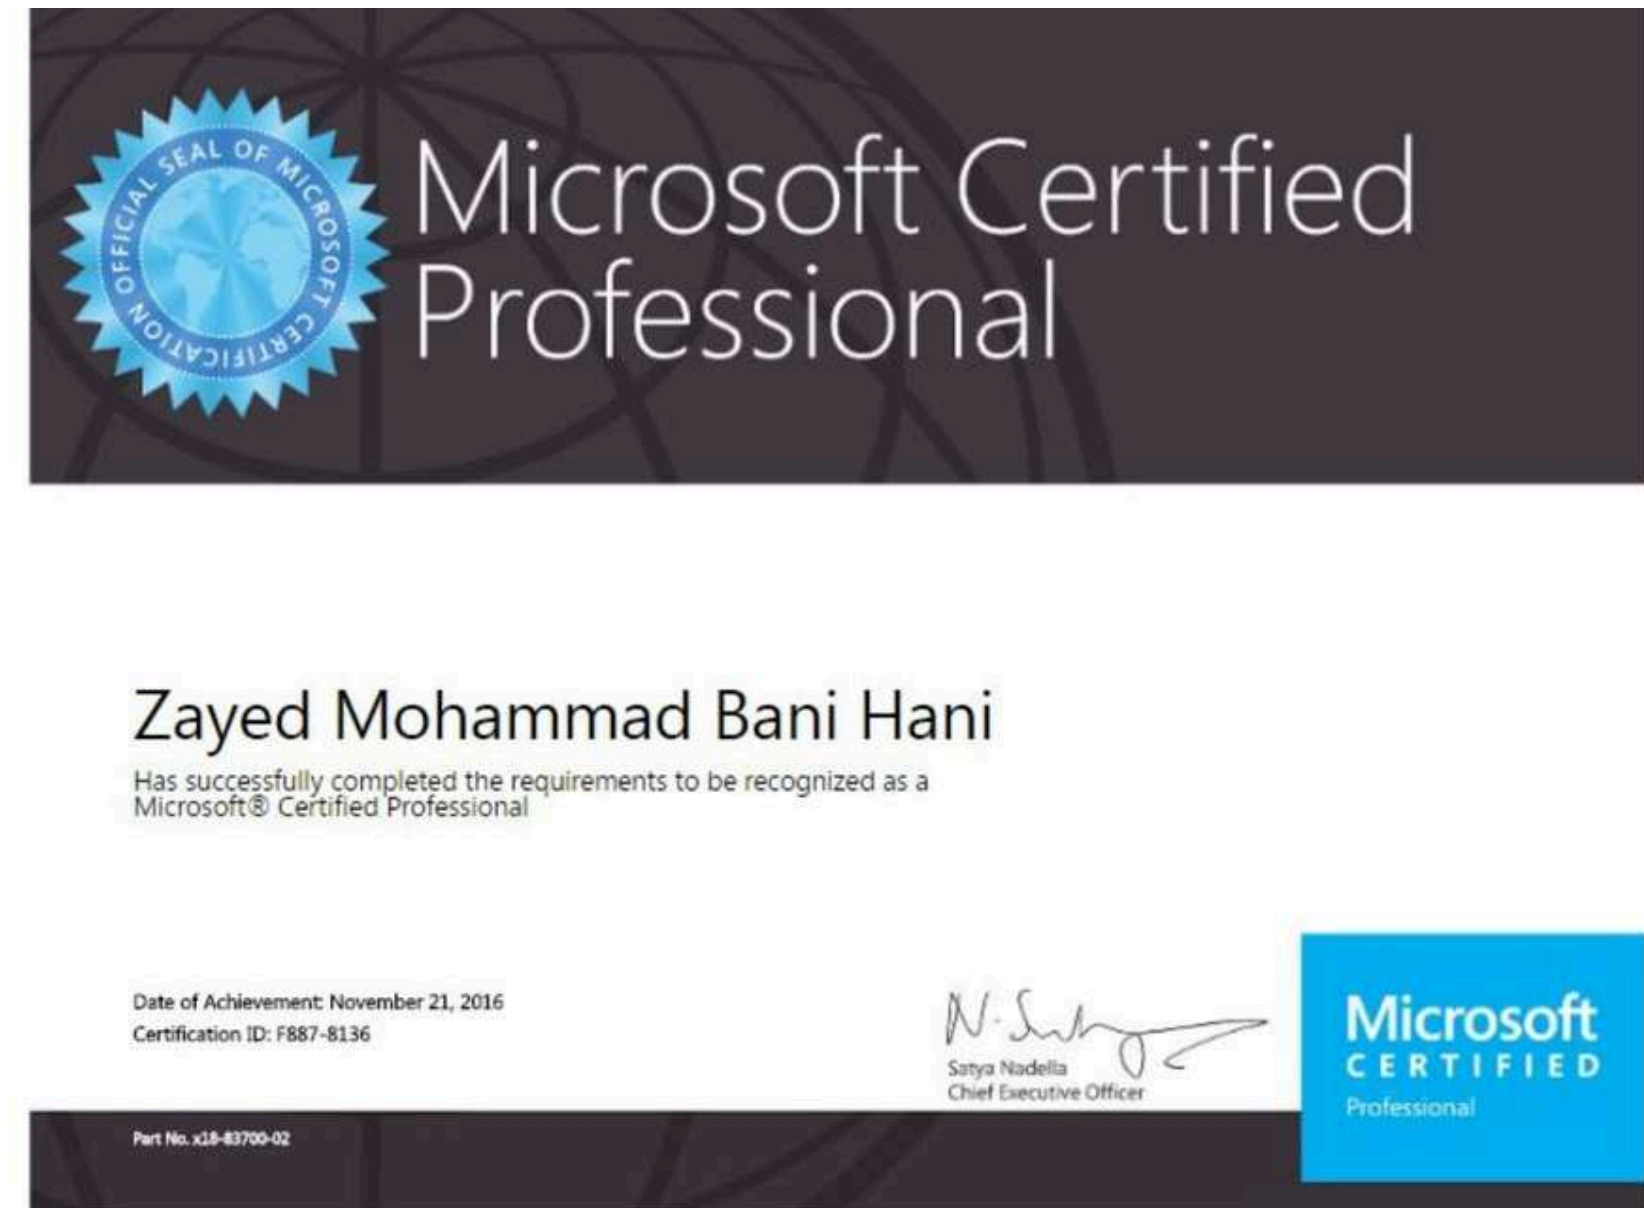 OFFICIAL SEAL OF MICROSOFT CERTIFICATION
Microsoft Certified
Professional
Zayed Mohammad Bani Hani
Has successfully completed the requirements to be recognized as a
Microsoft® Certified Professional
Date of Achievement: November 21, 2016
Certification ID: F887-8136
N. Satya
Satya Nadella
Chief Executive Officer
Microsoft
CERTIFIED
Professional
Part No. x18-83700-02